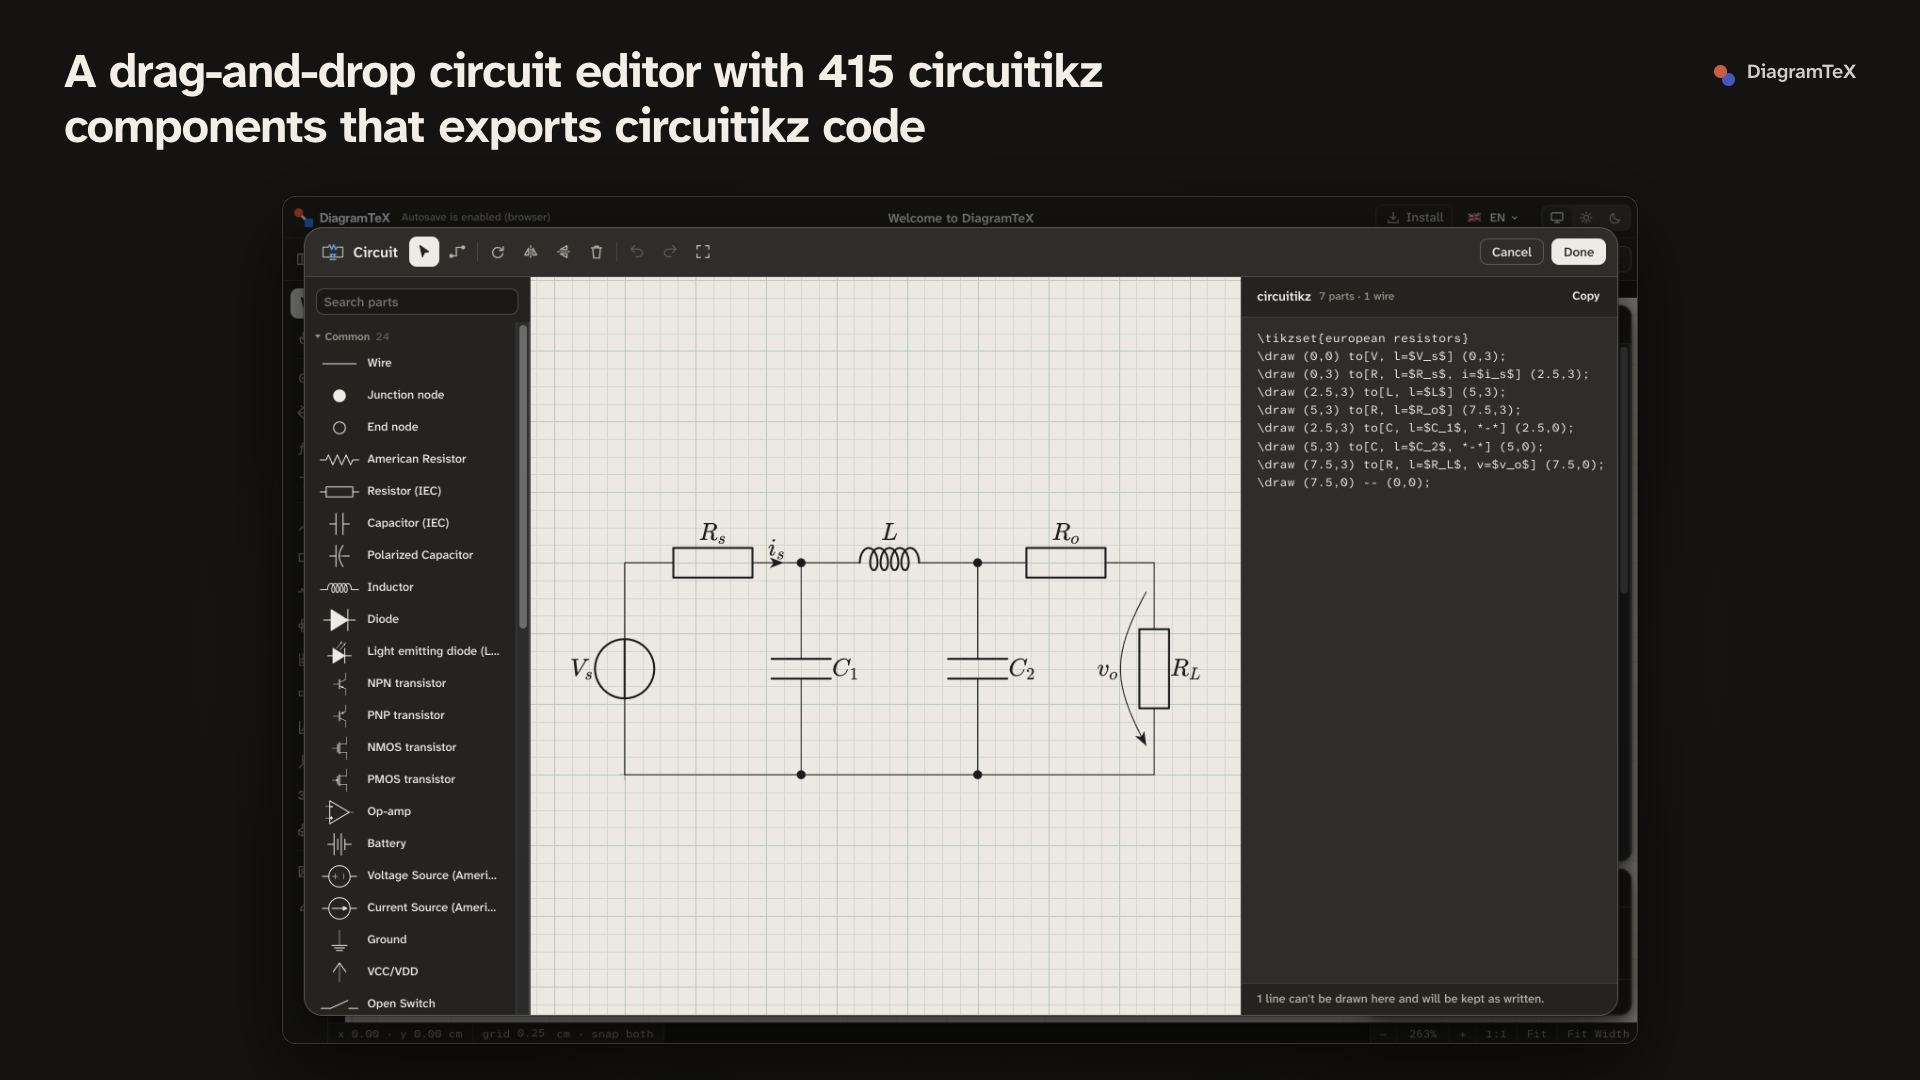 A drag-and-drop circuit editor with 415 circuitikz
components that exports circuitikz code
DiagramTeX
DiagramTeX
Autosave is enabled (browser)
Welcome to DiagramTeX
Install
EN
Circuit
Cancel
Done
Search parts
Common 24
Wire
Junction node
End node
American Resistor
Resistor (IEC)
Capacitor (IEC)
Polarized Capacitor
Inductor
Diode
Light emitting diode (L...
NPN transistor
PNP transistor
NMOS transistor
PMOS transistor
Op-amp
Battery
Voltage Source (Ameri...
Current Source (Ameri...
Ground
VCC/VDD
Open Switch
R_s
i_s
L
R_o
V_s
C_1
C_2
v_o
R_L
circuitikz 7 parts · 1 wire
Copy
\tikzset{european resistors}
\draw (0,0) to[V, l=$V_s$] (0,3);
\draw (0,3) to[R, l=$R_s$, i=$i_s$] (2.5,3);
\draw (2.5,3) to[L, l=$L$] (5,3);
\draw (5,3) to[R, l=$R_o$] (7.5,3);
\draw (2.5,3) to[C, l=$C_1$, *-*] (2.5,0);
\draw (5,3) to[C, l=$C_2$, *-*] (5,0);
\draw (7.5,3) to[R, l=$R_L$, v=$v_o$] (7.5,0);
\draw (7.5,0) -- (0,0);
1 line can't be drawn here and will be kept as written.
x 0.00 · y 0.00 cm
grid 0.25 cm · snap both
− 263% + 1:1 Fit Fit Width